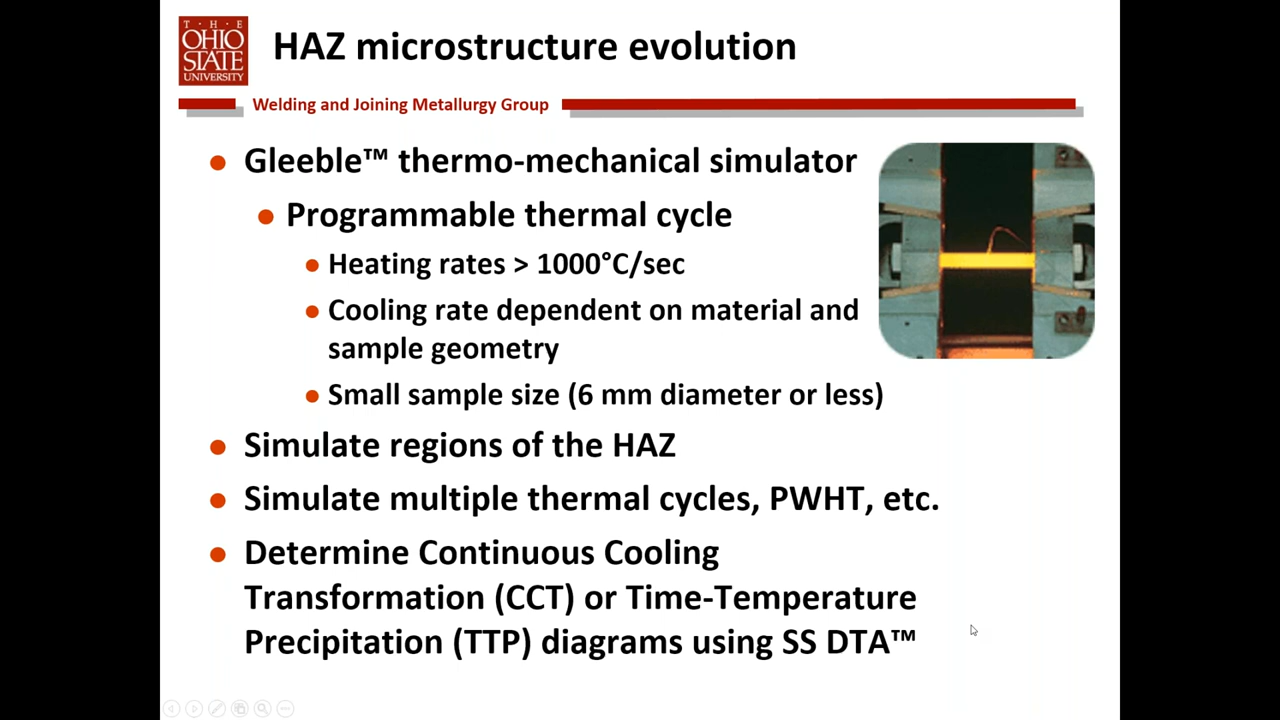 T·H·E
OHIO
STATE
UNIVERSITY
HAZ microstructure evolution
Welding and Joining Metallurgy Group
Gleeble™ thermo-mechanical simulator
Programmable thermal cycle
Heating rates > 1000°C/sec
Cooling rate dependent on material and
sample geometry
Small sample size (6 mm diameter or less)
Simulate regions of the HAZ
Simulate multiple thermal cycles, PWHT, etc.
Determine Continuous Cooling
Transformation (CCT) or Time-Temperature
Precipitation (TTP) diagrams using SS DTA™